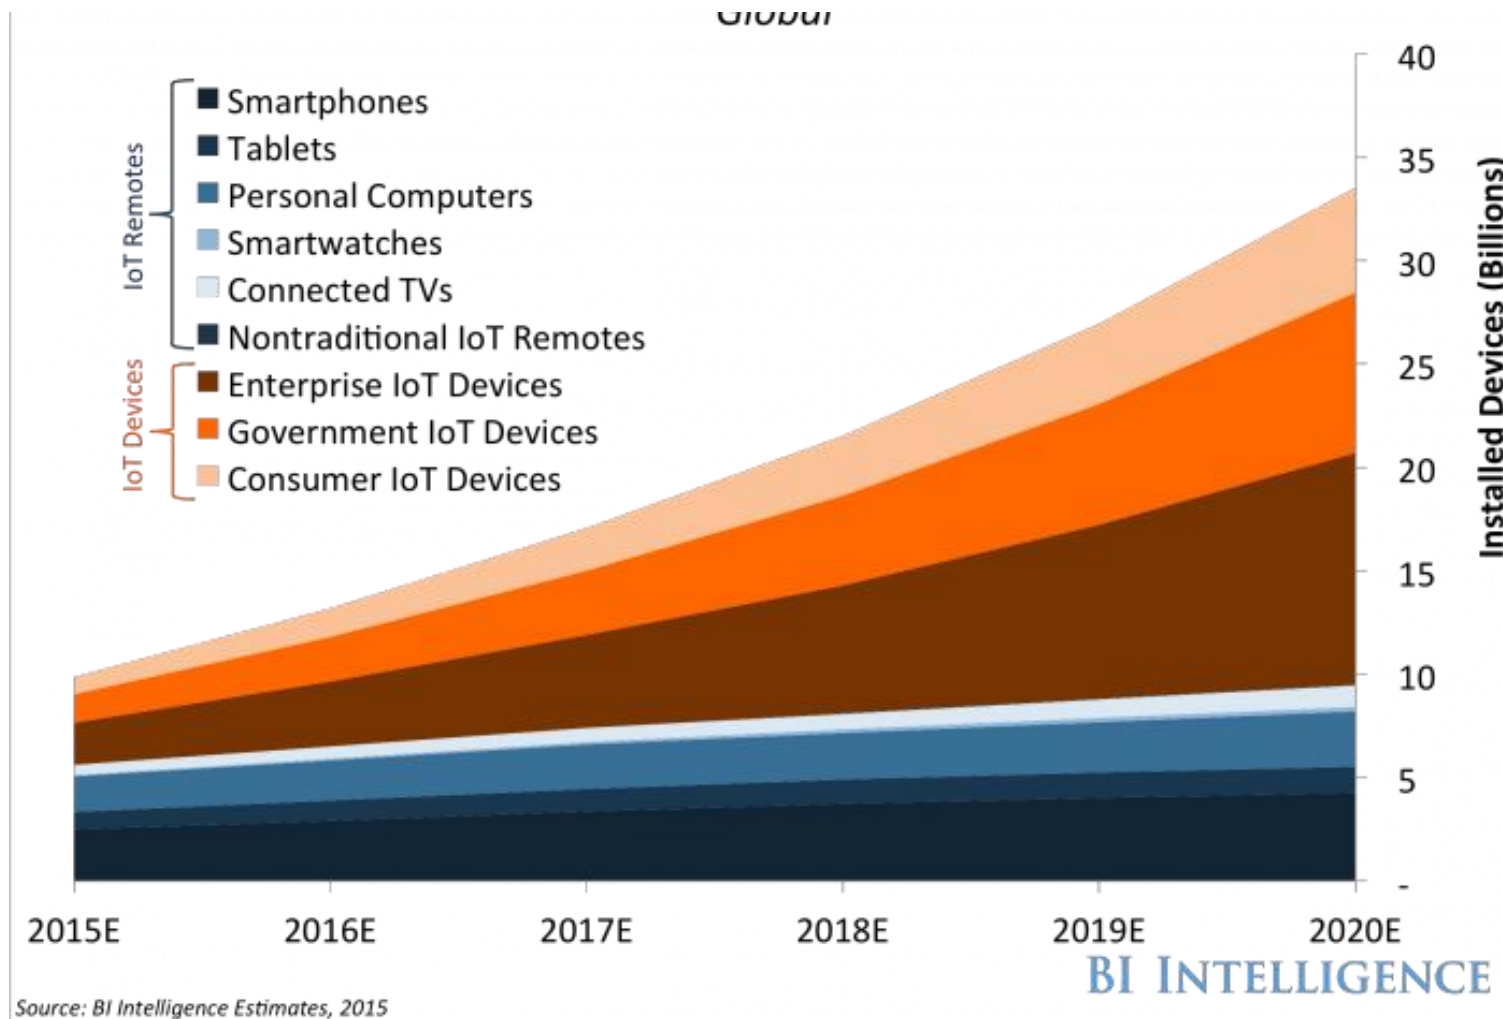 Global
IoT Remotes
Smartphones
Tablets
Personal Computers
Smartwatches
Connected TVs
Nontraditional IoT Remotes
IoT Devices
Enterprise IoT Devices
Government IoT Devices
Consumer IoT Devices
40
35
30
25
20
15
10
5
-
Installed Devices (Billions)
2015E 2016E 2017E 2018E 2019E 2020E
BI INTELLIGENCE
Source: BI Intelligence Estimates, 2015